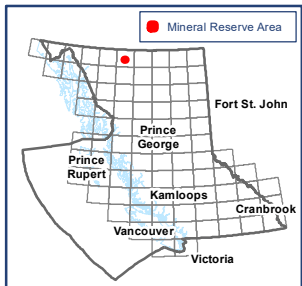 Mineral Reserve Area
Fort St. John
Prince
George
Prince
Rupert
Kamloops
Cranbrook
Vancouver
Victoria